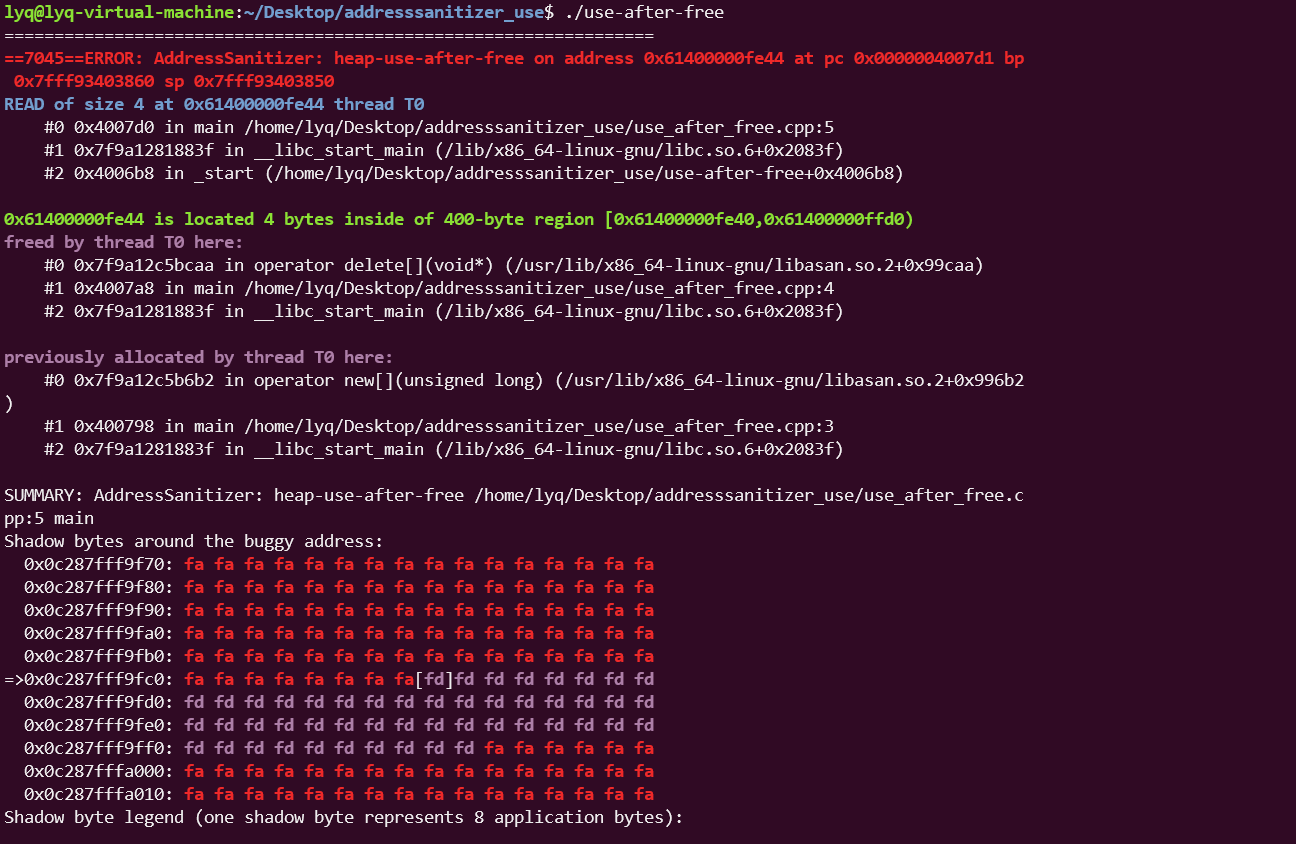 lyq@lyq-virtual-machine:~/Desktop/addresssanitizer_use$ ./use-after-free
=================================================================
==7045==ERROR: AddressSanitizer: heap-use-after-free on address 0x61400000fe44 at pc 0x0000004007d1 bp
 0x7fff93403860 sp 0x7fff93403850
READ of size 4 at 0x61400000fe44 thread T0
    #0 0x4007d0 in main /home/lyq/Desktop/addresssanitizer_use/use_after_free.cpp:5
    #1 0x7f9a1281883f in __libc_start_main (/lib/x86_64-linux-gnu/libc.so.6+0x2083f)
    #2 0x4006b8 in _start (/home/lyq/Desktop/addresssanitizer_use/use-after-free+0x4006b8)

0x61400000fe44 is located 4 bytes inside of 400-byte region [0x61400000fe40,0x61400000ffd0)
freed by thread T0 here:
    #0 0x7f9a12c5bcaa in operator delete[](void*) (/usr/lib/x86_64-linux-gnu/libasan.so.2+0x99caa)
    #1 0x4007a8 in main /home/lyq/Desktop/addresssanitizer_use/use_after_free.cpp:4
    #2 0x7f9a1281883f in __libc_start_main (/lib/x86_64-linux-gnu/libc.so.6+0x2083f)

previously allocated by thread T0 here:
    #0 0x7f9a12c5b6b2 in operator new[](unsigned long) (/usr/lib/x86_64-linux-gnu/libasan.so.2+0x996b2
)
    #1 0x400798 in main /home/lyq/Desktop/addresssanitizer_use/use_after_free.cpp:3
    #2 0x7f9a1281883f in __libc_start_main (/lib/x86_64-linux-gnu/libc.so.6+0x2083f)

SUMMARY: AddressSanitizer: heap-use-after-free /home/lyq/Desktop/addresssanitizer_use/use_after_free.c
pp:5 main
Shadow bytes around the buggy address:
  0x0c287fff9f70: fa fa fa fa fa fa fa fa fa fa fa fa fa fa fa fa
  0x0c287fff9f80: fa fa fa fa fa fa fa fa fa fa fa fa fa fa fa fa
  0x0c287fff9f90: fa fa fa fa fa fa fa fa fa fa fa fa fa fa fa fa
  0x0c287fff9fa0: fa fa fa fa fa fa fa fa fa fa fa fa fa fa fa fa
  0x0c287fff9fb0: fa fa fa fa fa fa fa fa fa fa fa fa fa fa fa fa
=>0x0c287fff9fc0: fa fa fa fa fa fa fa fa[fd]fd fd fd fd fd fd fd
  0x0c287fff9fd0: fd fd fd fd fd fd fd fd fd fd fd fd fd fd fd fd
  0x0c287fff9fe0: fd fd fd fd fd fd fd fd fd fd fd fd fd fd fd fd
  0x0c287fff9ff0: fd fd fd fd fd fd fd fd fd fd fa fa fa fa fa fa
  0x0c287fffa000: fa fa fa fa fa fa fa fa fa fa fa fa fa fa fa fa
  0x0c287fffa010: fa fa fa fa fa fa fa fa fa fa fa fa fa fa fa fa
Shadow byte legend (one shadow byte represents 8 application bytes):